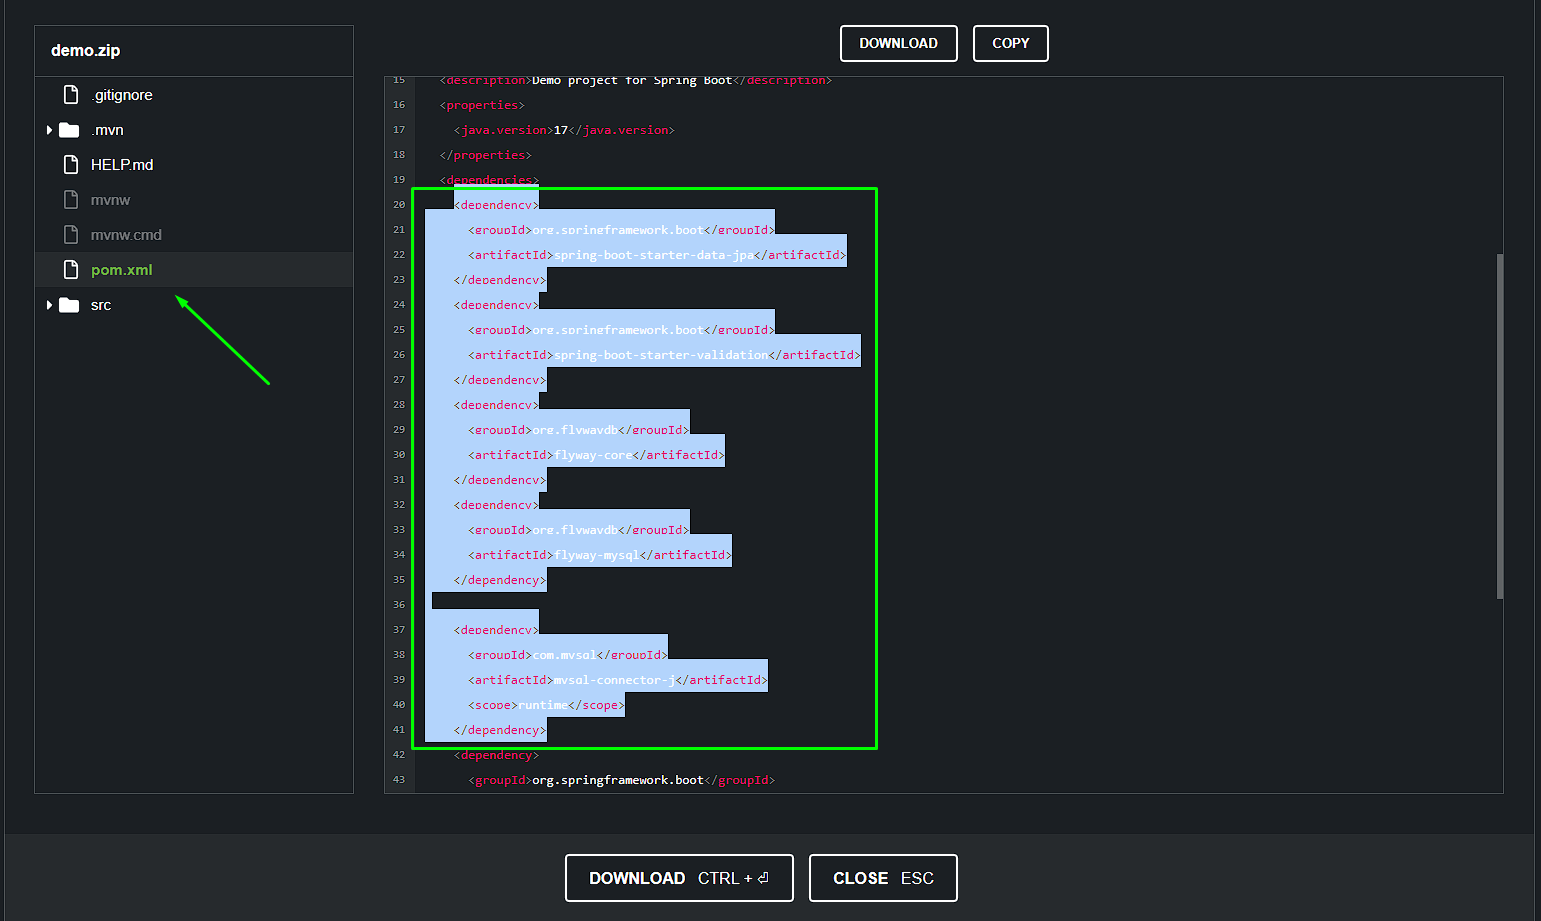 demo.zip
.gitignore
.mvn
HELP.md
mvnw
mvnw.cmd
pom.xml
src
DOWNLOAD
COPY
15 <description>Demo project for Spring Boot</description>
16 <properties>
17 <java.version>17</java.version>
18 </properties>
19 <dependencies>
20 <dependency>
21 <groupId>org.springframework.boot</groupId>
22 <artifactId>spring-boot-starter-data-jpa</artifactId>
23 </dependency>
24 <dependency>
25 <groupId>org.springframework.boot</groupId>
26 <artifactId>spring-boot-starter-validation</artifactId>
27 </dependency>
28 <dependency>
29 <groupId>org.flywaydb</groupId>
30 <artifactId>flyway-core</artifactId>
31 </dependency>
32 <dependency>
33 <groupId>org.flywaydb</groupId>
34 <artifactId>flyway-mysql</artifactId>
35 </dependency>
36
37 <dependency>
38 <groupId>com.mysql</groupId>
39 <artifactId>mysql-connector-j</artifactId>
40 <scope>runtime</scope>
41 </dependency>
42 <dependency>
43 <groupId>org.springframework.boot</groupId>
DOWNLOAD CTRL + ⏎
CLOSE ESC